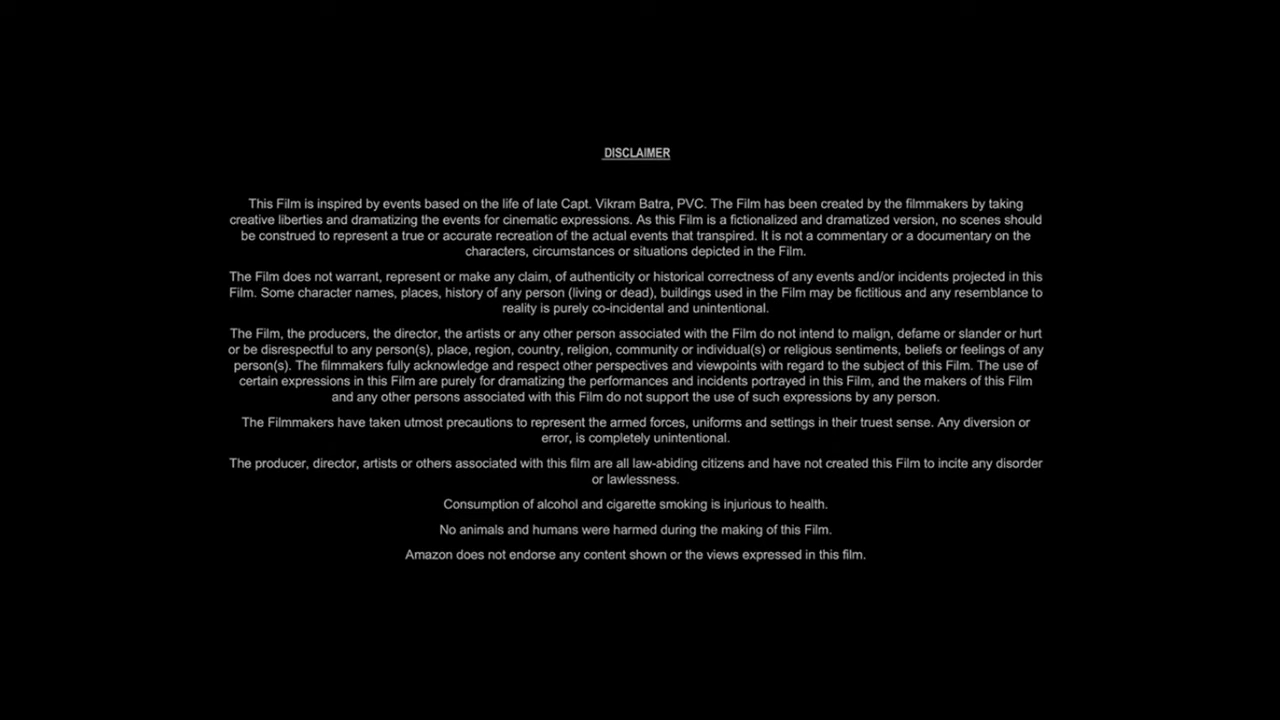 DISCLAIMER
This Film is inspired by events based on the life of late Capt. Vikram Batra, PVC. The Film has been created by the filmmakers by taking
creative liberties and dramatizing the events for cinematic expressions. As this Film is a fictionalized and dramatized version, no scenes should
be construed to represent a true or accurate recreation of the actual events that transpired. It is not a commentary or a documentary on the
characters, circumstances or situations depicted in the Film.
The Film does not warrant, represent or make any claim, of authenticity or historical correctness of any events and/or incidents projected in this
Film. Some character names, places, history of any person (living or dead), buildings used in the Film may be fictitious and any resemblance to
reality is purely co-incidental and unintentional.
The Film, the producers, the director, the artists or any other person associated with the Film do not intend to malign, defame or slander or hurt
or be disrespectful to any person(s), place, region, country, religion, community or individual(s) or religious sentiments, beliefs or feelings of any
person(s). The filmmakers fully acknowledge and respect other perspectives and viewpoints with regard to the subject of this Film. The use of
certain expressions in this Film are purely for dramatizing the performances and incidents portrayed in this Film, and the makers of this Film
and any other persons associated with this Film do not support the use of such expressions by any person.
The Filmmakers have taken utmost precautions to represent the armed forces, uniforms and settings in their truest sense. Any diversion or
error, is completely unintentional.
The producer, director, artists or others associated with this film are all law-abiding citizens and have not created this Film to incite any disorder
or lawlessness.
Consumption of alcohol and cigarette smoking is injurious to health.
No animals and humans were harmed during the making of this Film.
Amazon does not endorse any content shown or the views expressed in this film.